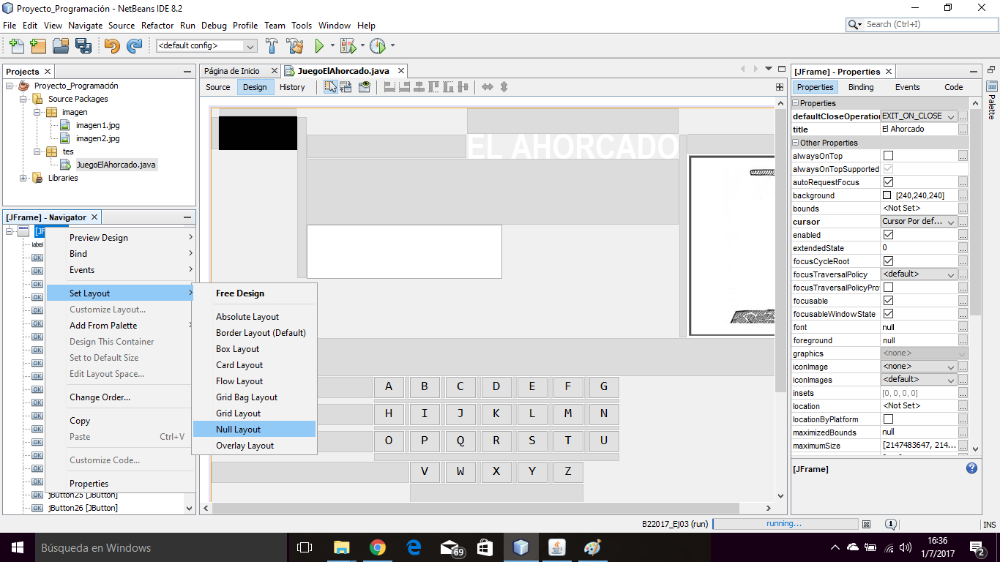 Proyecto_Programación - NetBeans IDE 8.2
File Edit View Navigate Source Refactor Run Debug Profile Team Tools Window Help
Search (Ctrl+I)
<default config>
Projects
Proyecto_Programación
Source Packages
imagen
imagen1.jpg
imagen2.jpg
tes
JuegoElAhorcado.java
Libraries
[JFrame] - Navigator
label
OK
jButton25 [JButton]
jButton26 [JButton]
Preview Design
Bind
Events
Set Layout
Customize Layout...
Add From Palette
Design This Container
Set to Default Size
Edit Layout Space...
Change Order...
Copy
Paste Ctrl+V
Customize Code...
Properties
Free Design
Absolute Layout
Border Layout (Default)
Box Layout
Card Layout
Flow Layout
Grid Bag Layout
Grid Layout
Null Layout
Overlay Layout
Página de Inicio
JuegoElAhorcado.java
Source Design History
EL AHORCADO
A B C D E F G
H I J K L M N
O P Q R S T U
V W X Y Z
[JFrame] - Properties
Properties Binding Events Code
Properties
defaultCloseOperation EXIT_ON_CLOSE ...
title El Ahorcado ...
Other Properties
alwaysOnTop ...
alwaysOnTopSupported
autoRequestFocus ...
background [240,240,240] ...
bounds <Not Set> ...
cursor Cursor Por def... ...
enabled ...
extendedState 0 ...
focusCycleRoot ...
focusTraversalPolicy <default> ...
focusTraversalPolicyPro ...
focusable ...
focusableWindowState ...
font null ...
foreground null ...
graphics <none> ...
iconImage <none> ...
iconImages <default> ...
insets [0, 0, 0, 0] ...
location <Not Set> ...
locationByPlatform ...
maximizedBounds null ...
maximumSize [2147483647, 214... ...
[JFrame]
Palette
B22017_Ej03 (run) running... 1 INS
Búsqueda en Windows
69
16:36
1/7/2017
2